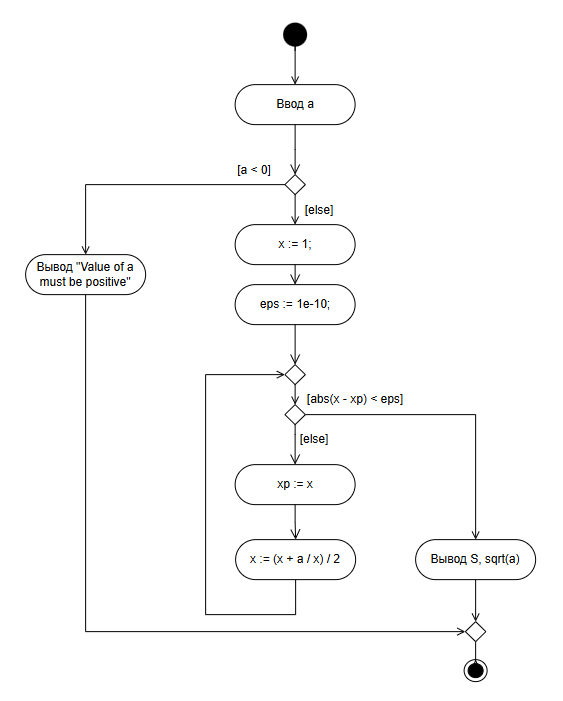 Ввод a
[a < 0]
[else]
x := 1;
Вывод "Value of a
must be positive"
eps := 1e-10;
[abs(x - xp) < eps]
[else]
xp := x
x := (x + a / x) / 2
Вывод S, sqrt(a)